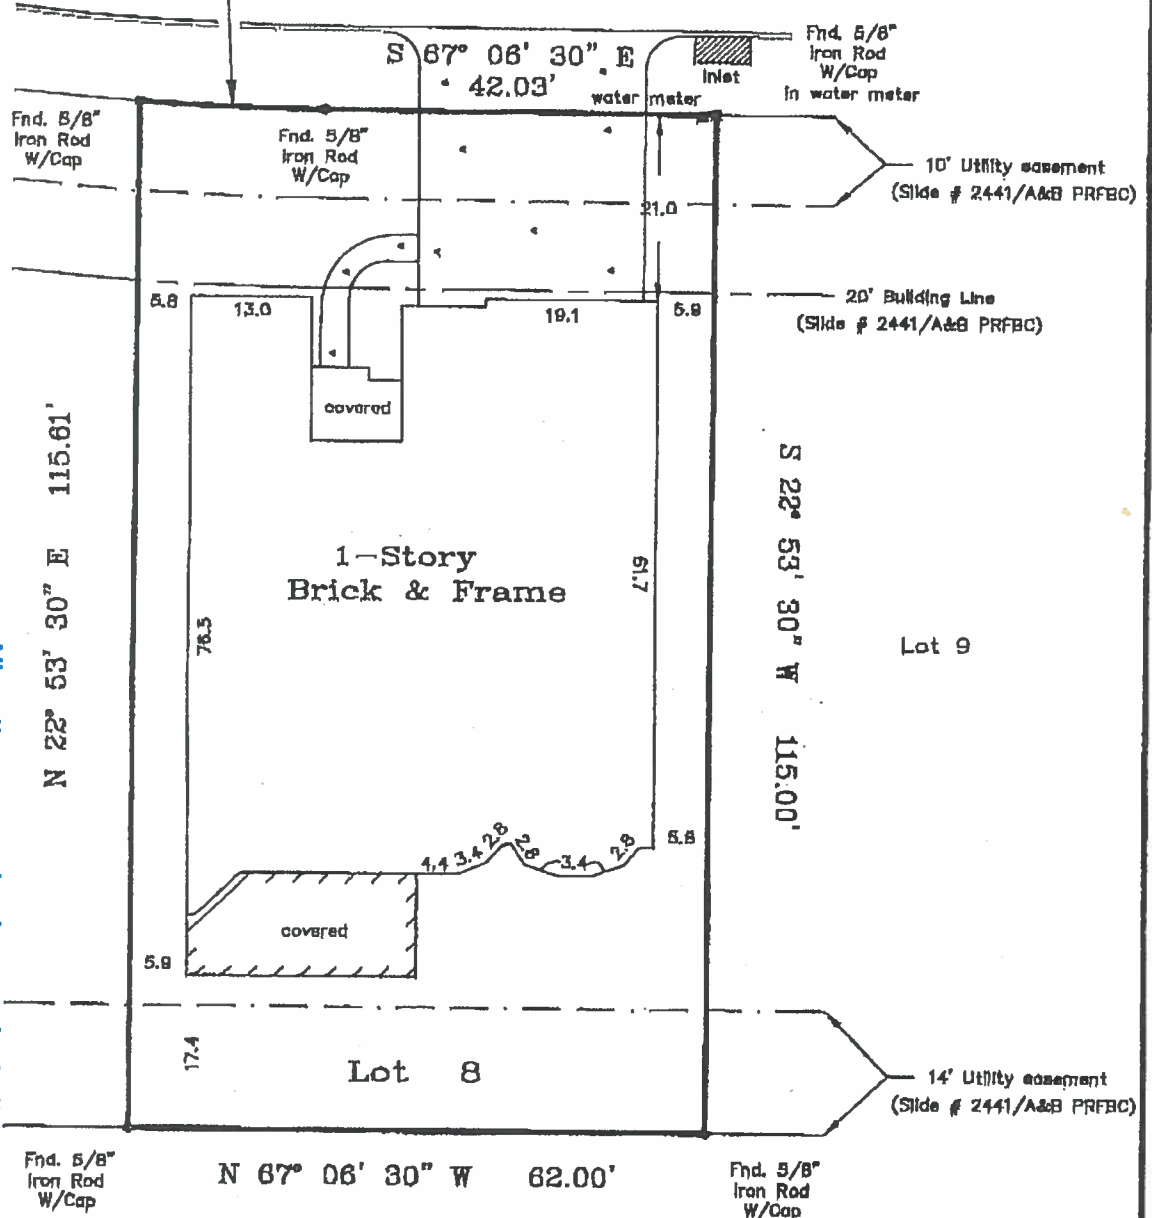 S 67° 06' 30" E
42.03'
Fnd. 5/8"
Iron Rod
W/Cap
in water meter
Inlet
water meter
Fnd. 5/8"
Iron Rod
W/Cap
Fnd. 5/8"
Iron Rod
W/Cap
10' Utility easement
(Slide # 2441/A&B PRFBC)
21.0
5.8
13.0
19.1
5.9
20' Building Line
(Slide # 2441/A&B PRFBC)
covered
N 22° 53' 30" E 115.61'
S 22° 53' 30" W 115.00'
1-Story
Brick & Frame
61.7
76.5
Lot 9
4.4
3.4
2.8
2.8
3.4
2.8
5.8
covered
5.9
17.4
Lot 8
14' Utility easement
(Slide # 2441/A&B PRFBC)
Fnd. 5/8"
Iron Rod
W/Cap
N 67° 06' 30" W 62.00'
Fnd. 5/8"
Iron Rod
W/Cap